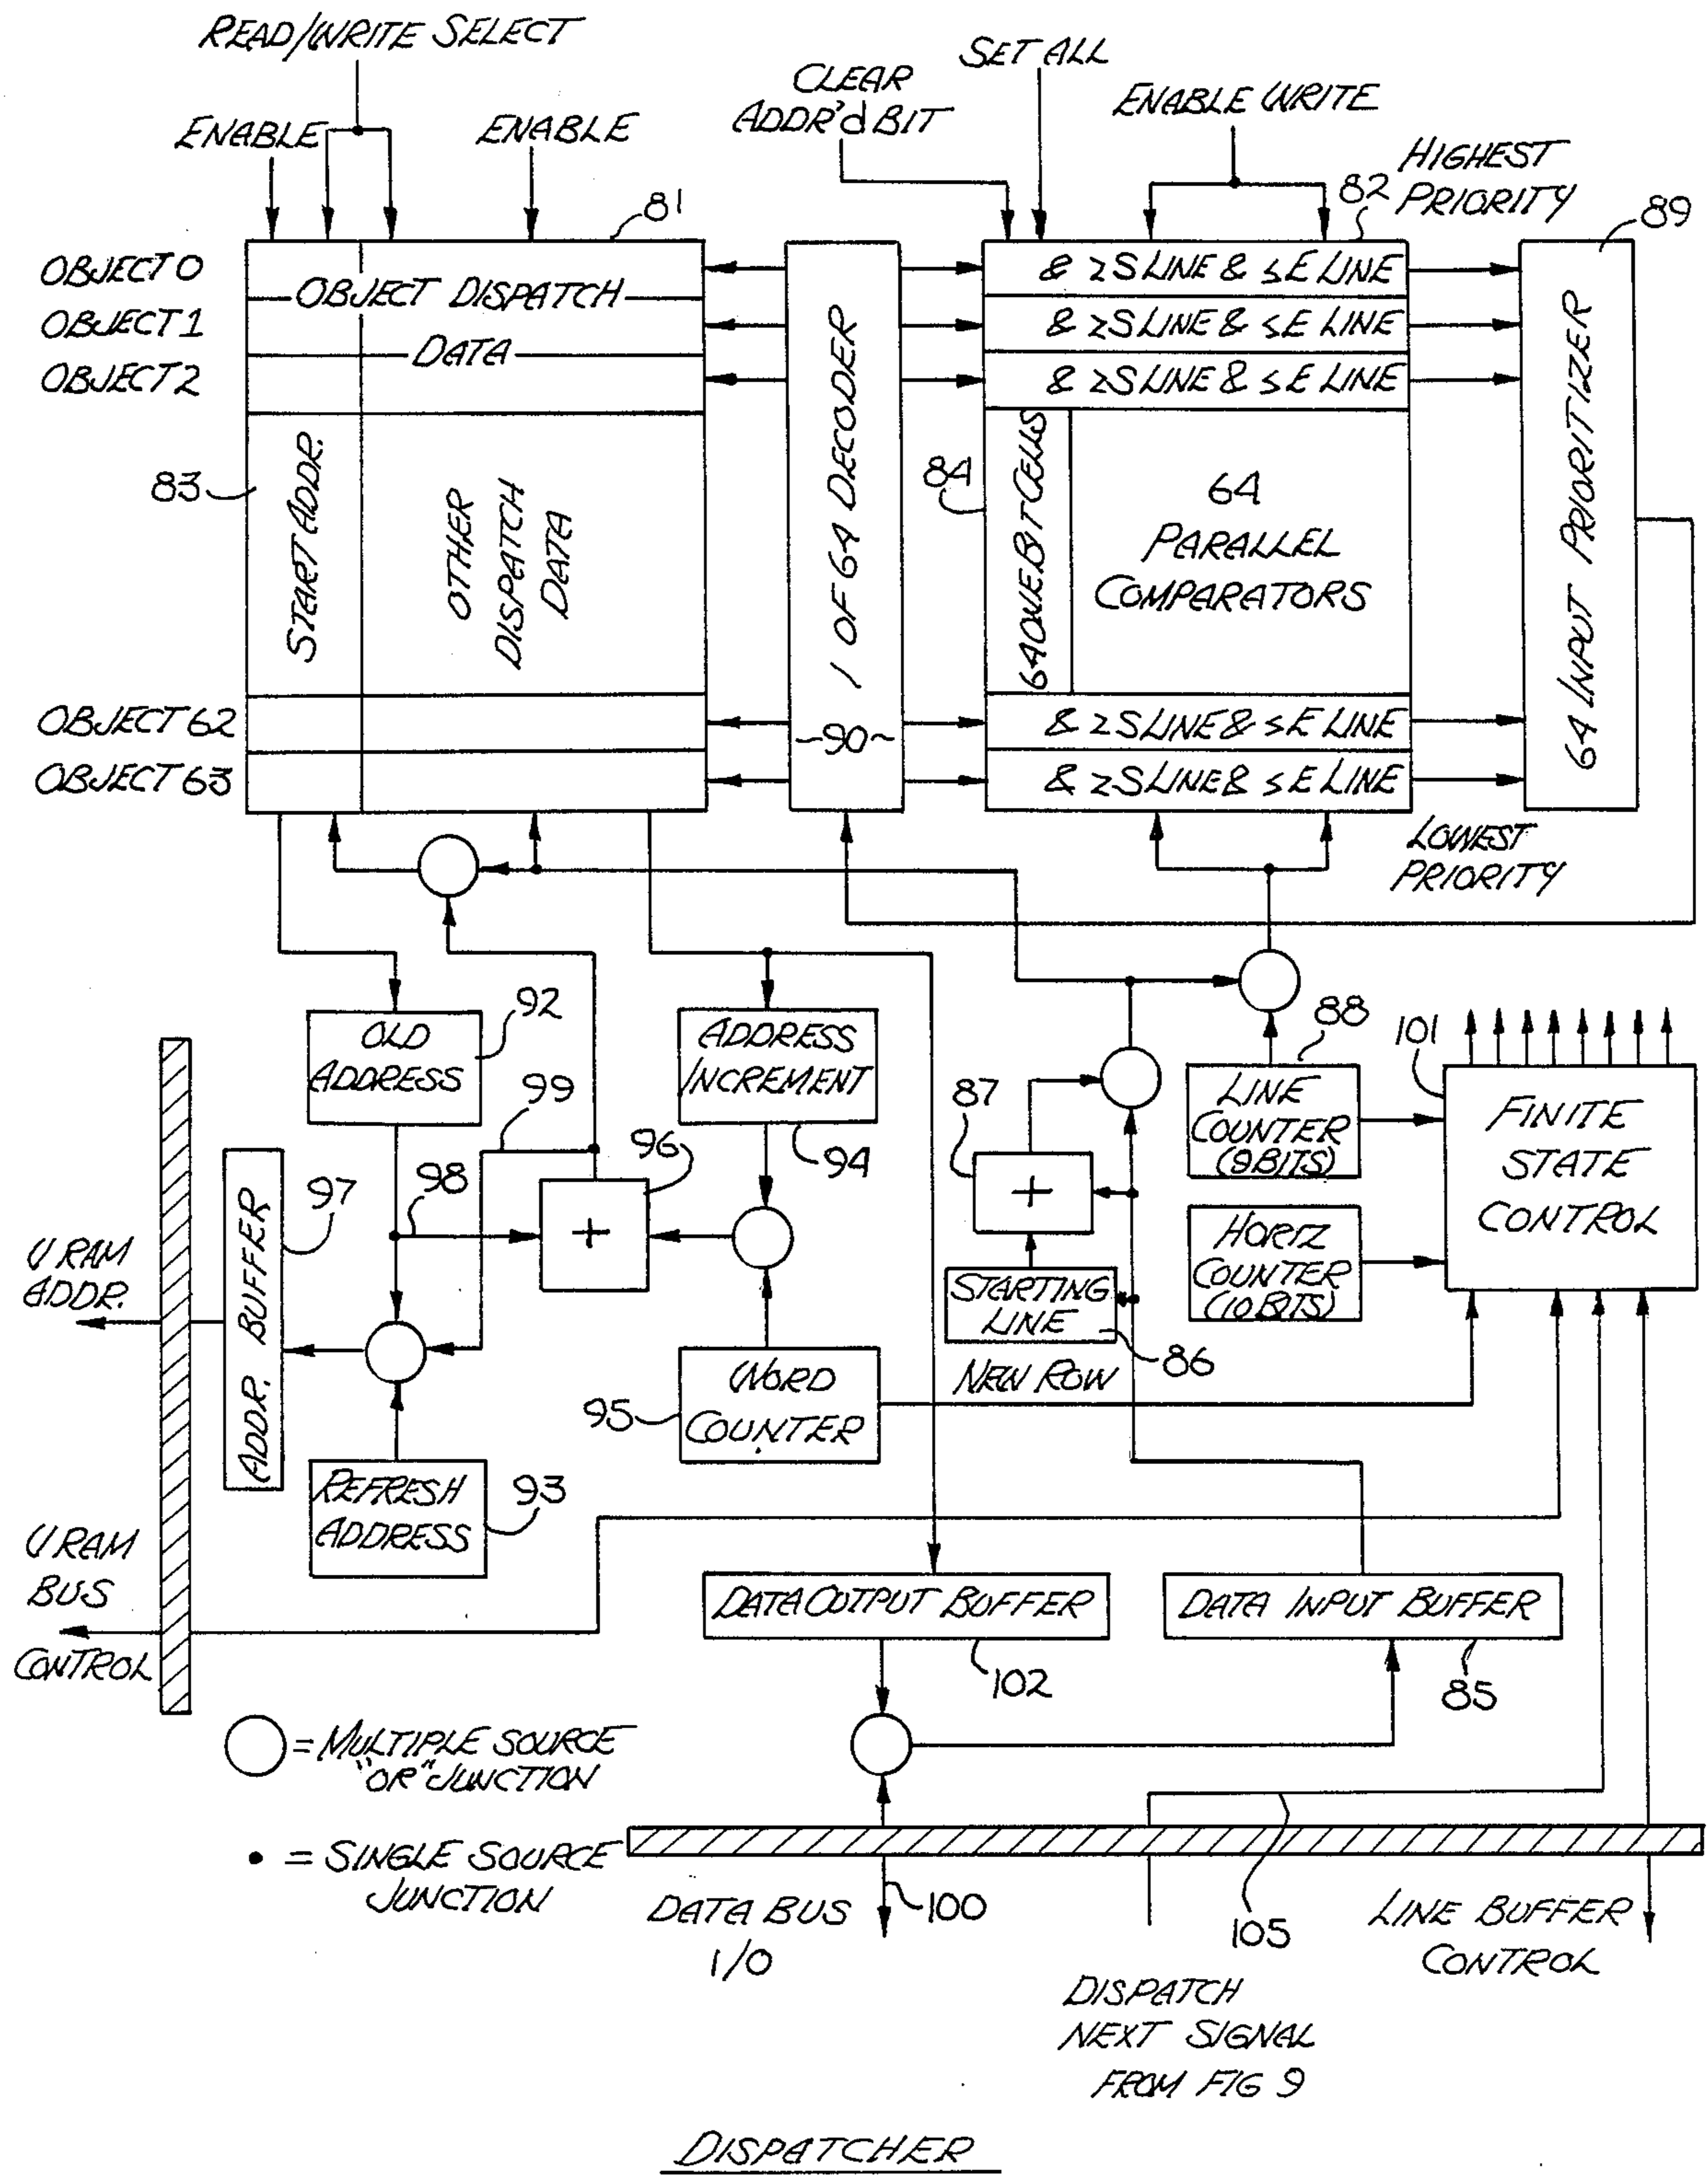 READ/WRITE SELECT
SET ALL
CLEAR
ADDR'd BIT
ENABLE WRITE
ENABLE
ENABLE
HIGHEST
PRIORITY
81
82
89
OBJECT 0
OBJECT 1
OBJECT 2
OBJECT DISPATCH
DATA
& ≥S LINE & ≤E LINE
& ≥S LINE & ≤E LINE
& ≥S LINE & ≤E LINE
83
START ADDR.
OTHER
DISPATCH
DATA
1 OF 64 DECODER
~90~
84
64 ONE BIT CELLS
64
PARALLEL
COMPARATORS
64 INPUT PRIORITIZER
OBJECT 62
OBJECT 63
& ≥S LINE & ≤E LINE
& ≥S LINE & ≤E LINE
LOWEST
PRIORITY
OLD
ADDRESS
92
ADDRESS
INCREMENT
94
99
96
98
+
97
ADDR. BUFFER
VRAM
ADDR.
87
+
88
LINE
COUNTER
(9 BITS)
101
FINITE
STATE
CONTROL
HORIZ
COUNTER
(10 BITS)
STARTING
LINE
86
NEW ROW
WORD
COUNTER
95
REFRESH
ADDRESS
93
VRAM
BUS
CONTROL
DATA OUTPUT BUFFER
102
DATA INPUT BUFFER
85
= MULTIPLE SOURCE
"OR" JUNCTION
= SINGLE SOURCE
JUNCTION
DATA BUS
I/O
100
105
DISPATCH
NEXT SIGNAL
FROM FIG 9
LINE BUFFER
CONTROL
DISPATCHER